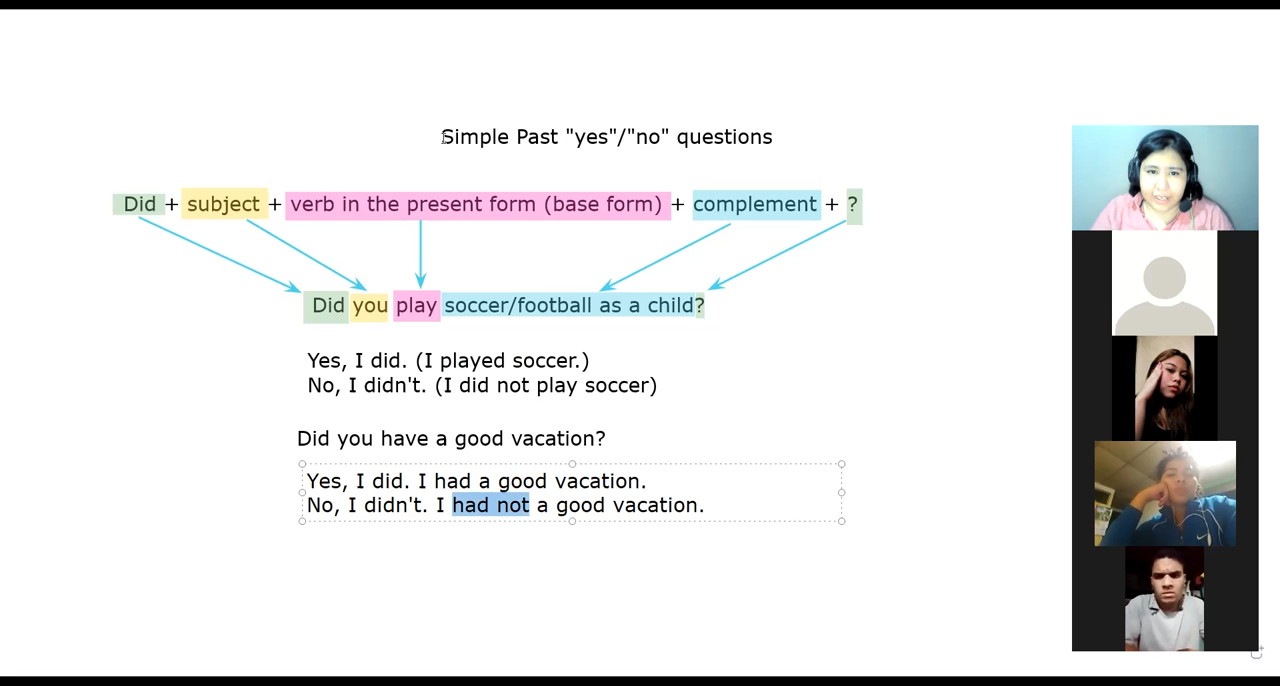 Simple Past "yes"/"no" questions
Did + subject + verb in the present form (base form) + complement + ?
Did you play soccer/football as a child?
Yes, I did. (I played soccer.)
No, I didn't. (I did not play soccer)
Did you have a good vacation?
Yes, I did. I had a good vacation.
No, I didn't. I had not a good vacation.